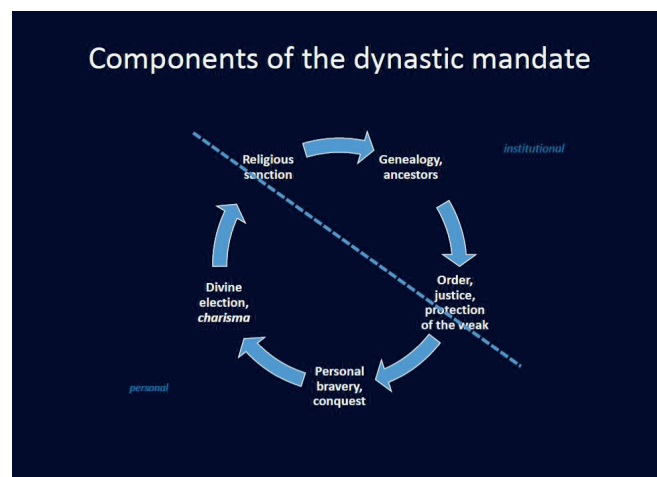 Components of the dynastic mandate
institutional
Religious
sanction
Genealogy,
ancestors
Order,
justice,
protection
of the weak
Personal
bravery,
conquest
Divine
election,
charisma
personal